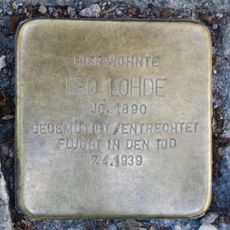 HIER WOHNTE
LEO LOHDE
JG. 1890
GEDEMÜTIGT/ENTRECHTET
FLUCHT IN DEN TOD
7.4.1939